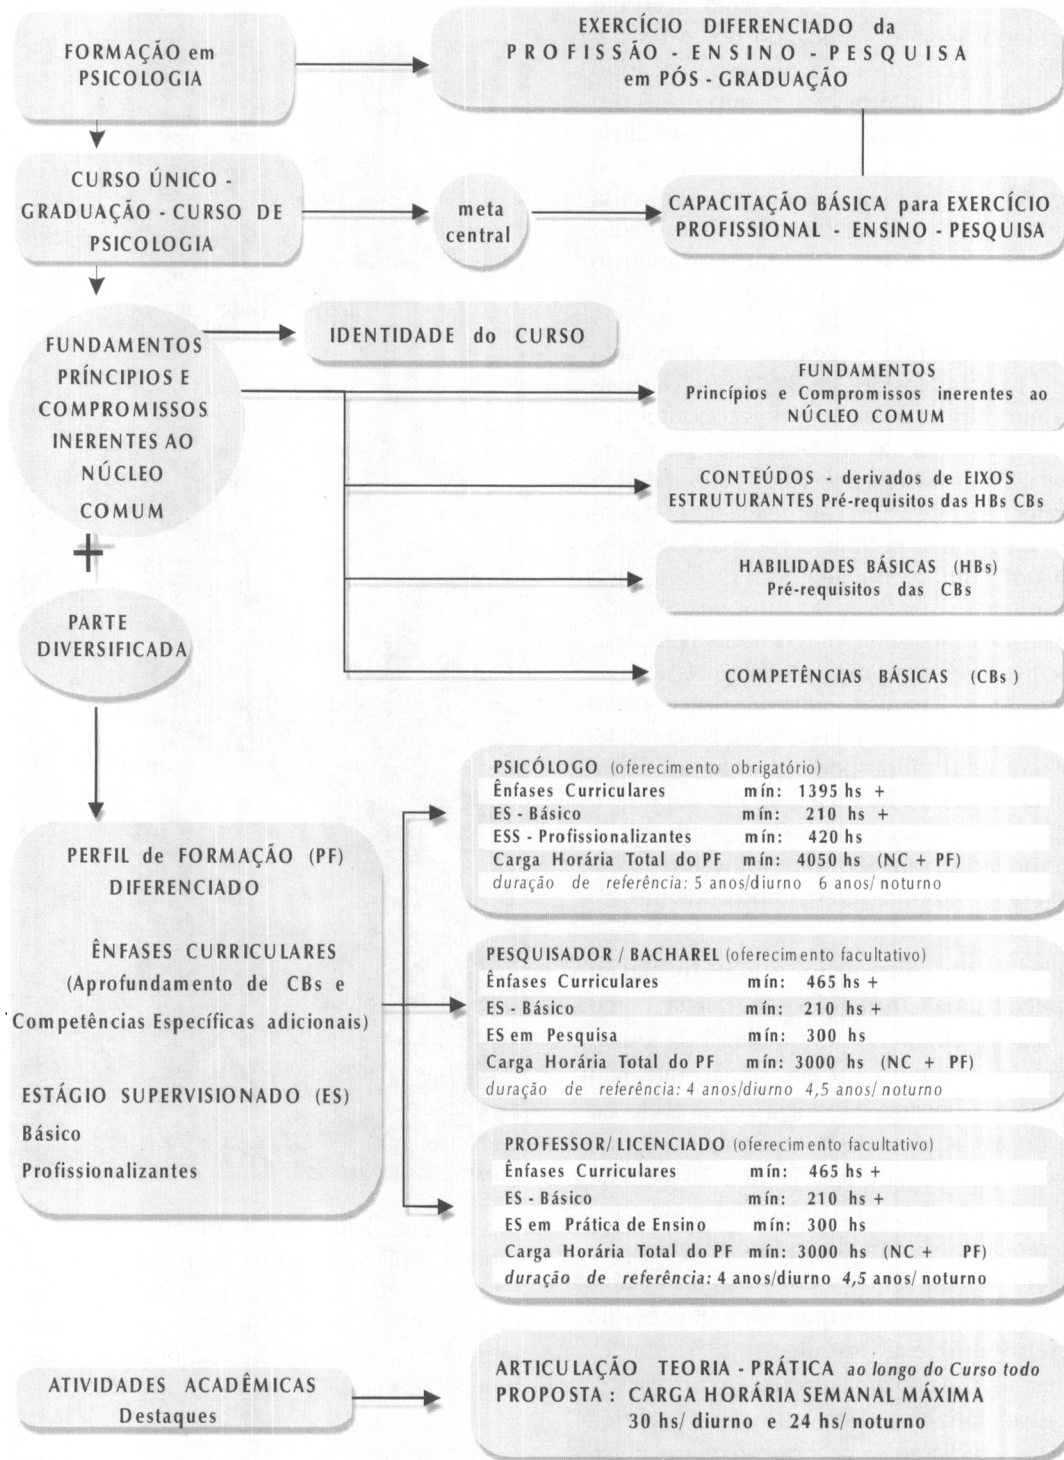 FORMAÇÃO em
PSICOLOGIA
EXERCÍCIO DIFERENCIADO da
PROFISSÃO - ENSINO - PESQUISA
em PÓS - GRADUAÇÃO
CURSO ÚNICO -
GRADUAÇÃO - CURSO DE
PSICOLOGIA
meta
central
CAPACITAÇÃO BÁSICA para EXERCÍCIO
PROFISSIONAL - ENSINO - PESQUISA
FUNDAMENTOS
PRÍNCIPIOS E
COMPROMISSOS
INERENTES AO
NÚCLEO
COMUM
IDENTIDADE do CURSO
FUNDAMENTOS
Princípios e Compromissos inerentes ao
NÚCLEO COMUM
CONTEÚDOS - derivados de EIXOS
ESTRUTURANTES Pré-requisitos das HBs CBs
HABILIDADES BÁSICAS (HBs)
Pré-requisitos das CBs
COMPETÊNCIAS BÁSICAS (CBs )
+
PARTE
DIVERSIFICADA
PERFIL de FORMAÇÃO (PF)
DIFERENCIADO
ÊNFASES CURRICULARES
(Aprofundamento de CBs e
Competências Específicas adicionais)
ESTÁGIO SUPERVISIONADO (ES)
Básico
Profissionalizantes
PSICÓLOGO (oferecimento obrigatório)
Ênfases Curriculares mín: 1395 hs +
ES - Básico mín: 210 hs +
ESS - Profissionalizantes mín: 420 hs
Carga Horária Total do PF mín: 4050 hs (NC + PF)
duração de referência: 5 anos/diurno 6 anos/ noturno
PESQUISADOR / BACHAREL (oferecimento facultativo)
Ênfases Curriculares mín: 465 hs +
ES - Básico mín: 210 hs +
ES em Pesquisa mín: 300 hs
Carga Horária Total do PF mín: 3000 hs (NC + PF)
duração de referência: 4 anos/diurno 4,5 anos/ noturno
PROFESSOR/ LICENCIADO (oferecimento facultativo)
Ênfases Curriculares mín: 465 hs +
ES - Básico mín: 210 hs +
ES em Prática de Ensino mín: 300 hs
Carga Horária Total do PF mín: 3000 hs (NC + PF)
duração de referência: 4 anos/diurno 4,5 anos/ noturno
ATIVIDADES ACADÊMICAS
Destaques
ARTICULAÇÃO TEORIA - PRÁTICA ao longo do Curso todo
PROPOSTA : CARGA HORÁRIA SEMANAL MÁXIMA
30 hs/ diurno e 24 hs/ noturno